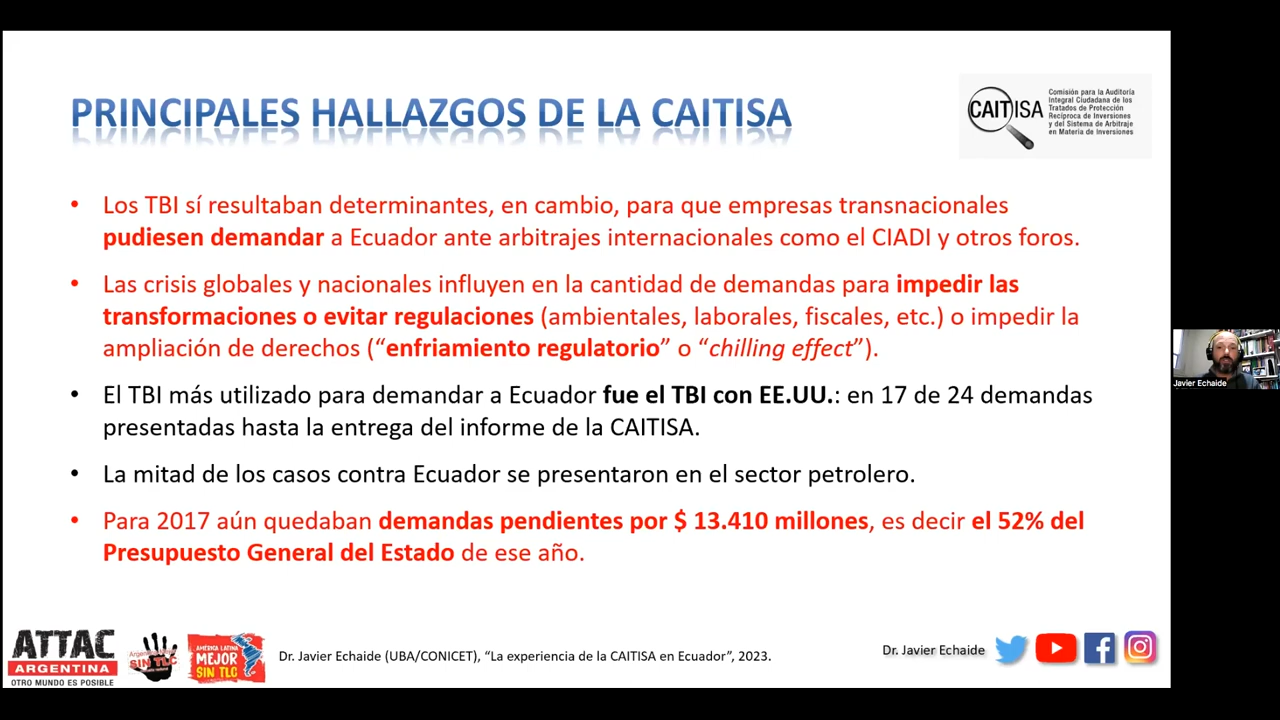 PRINCIPALES HALLAZGOS DE LA CAITISA
CAITISA
Comisión para la Auditoría
Integral Ciudadana de los
Tratados de Protección
Recíproca de Inversiones
y del Sistema de Arbitraje
en Materia de Inversiones
• Los TBI sí resultaban determinantes, en cambio, para que empresas transnacionales
pudiesen demandar a Ecuador ante arbitrajes internacionales como el CIADI y otros foros.
• Las crisis globales y nacionales influyen en la cantidad de demandas para impedir las
transformaciones o evitar regulaciones (ambientales, laborales, fiscales, etc.) o impedir la
ampliación de derechos (“enfriamiento regulatorio” o “chilling effect”).
• El TBI más utilizado para demandar a Ecuador fue el TBI con EE.UU.: en 17 de 24 demandas
presentadas hasta la entrega del informe de la CAITISA.
• La mitad de los casos contra Ecuador se presentaron en el sector petrolero.
• Para 2017 aún quedaban demandas pendientes por $ 13.410 millones, es decir el 52% del
Presupuesto General del Estado de ese año.
Javier Echaide
ATTAC
ARGENTINA
OTRO MUNDO ES POSIBLE
SIN TLC
AMÉRICA LATINA
MEJOR
SIN TLC
Dr. Javier Echaide (UBA/CONICET), “La experiencia de la CAITISA en Ecuador”, 2023.
Dr. Javier Echaide